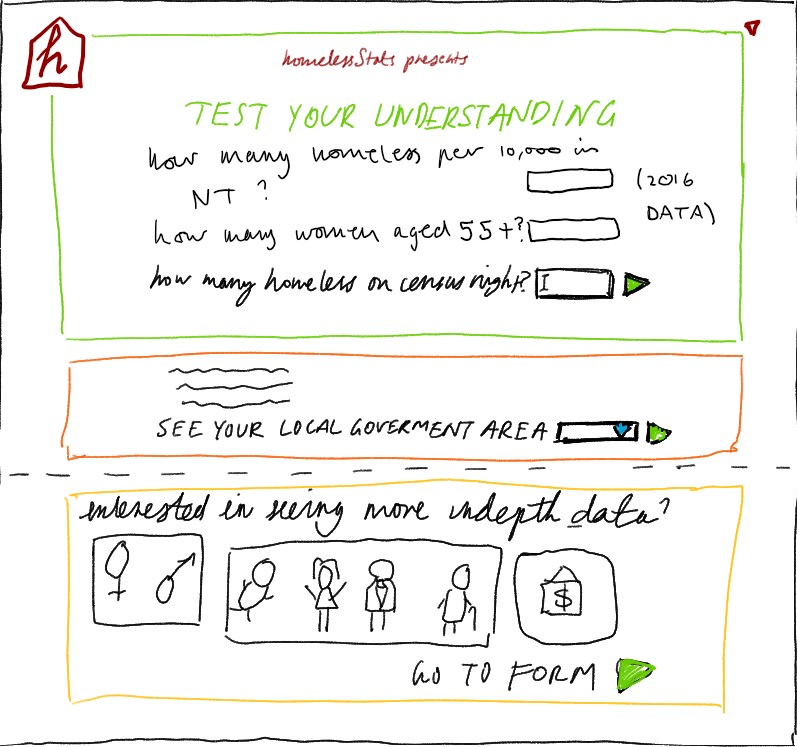 h
homelessStats presents
TEST YOUR UNDERSTANDING
how many homeless per 10,000 in
NT ?
(2016
DATA)
how many women aged 55+?
how many homeless on census night?
I
SEE YOUR LOCAL GOVERMENT AREA
interested in seeing more indepth data?
$
GO TO FORM